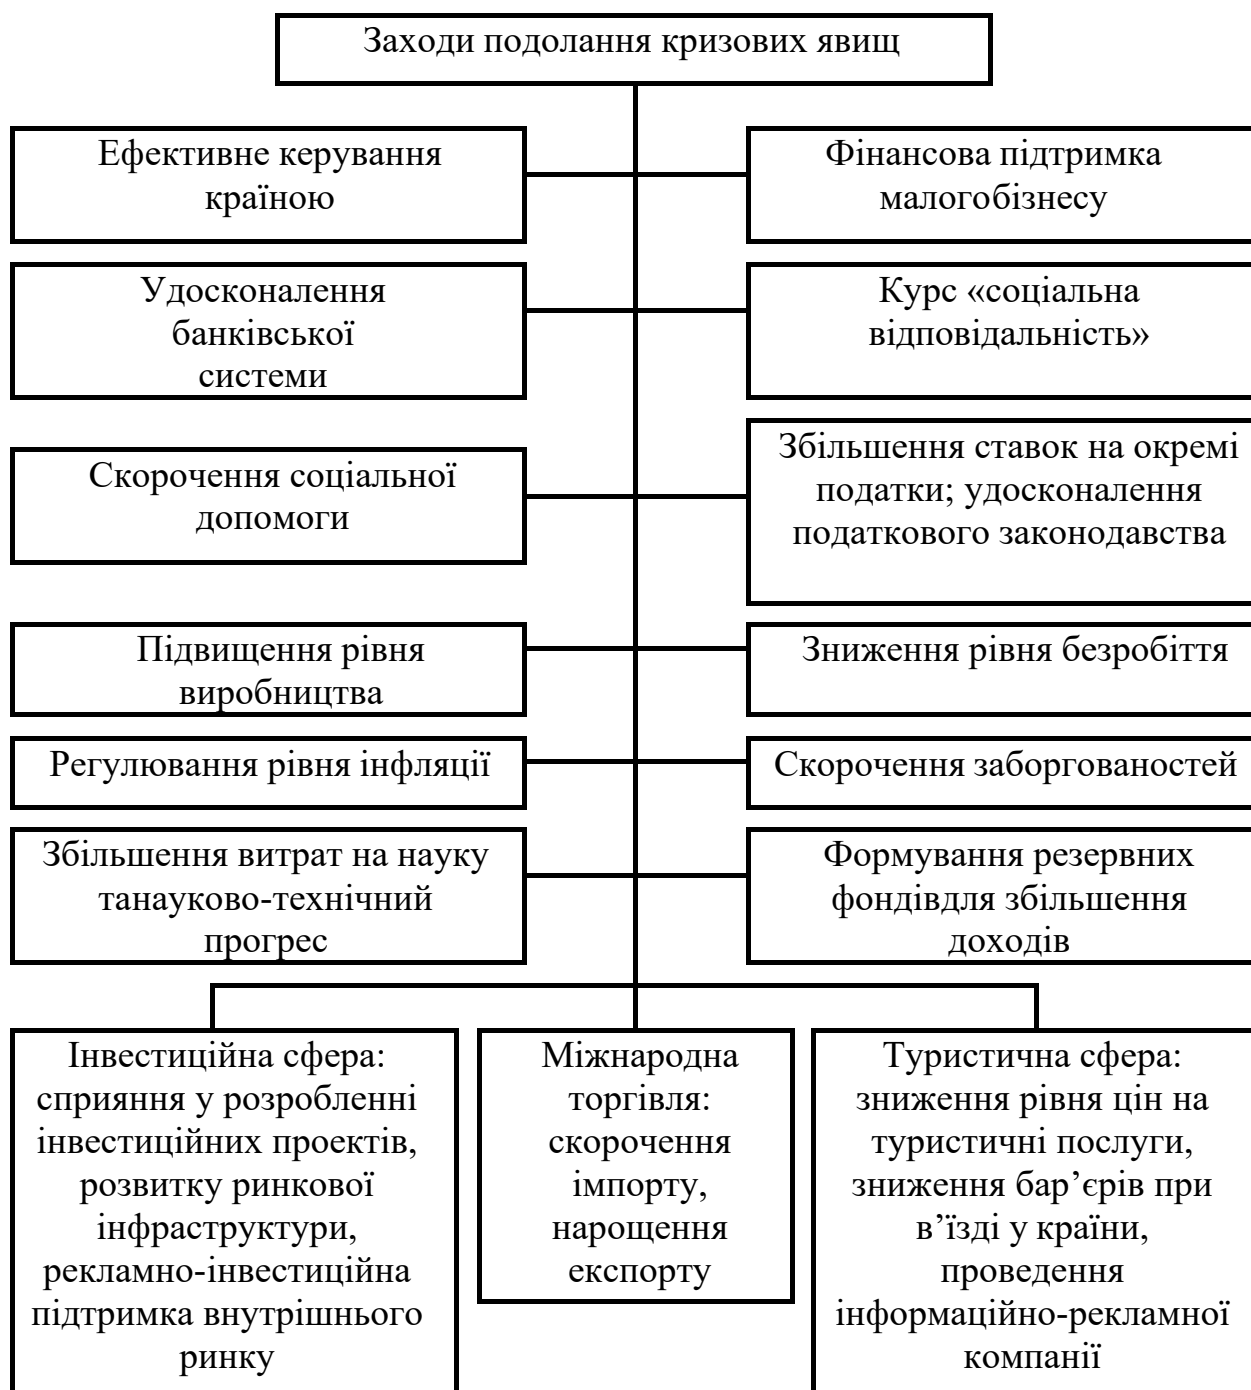 Заходи подолання кризових явищ
Ефективне керування
країною
Фінансова підтримка
малогобізнесу
Удосконалення
банківської
системи
Курс «соціальна
відповідальність»
Скорочення соціальної
допомоги
Збільшення ставок на окремі
податки; удосконалення
податкового законодавства
Підвищення рівня
виробництва
Зниження рівня безробіття
Регулювання рівня інфляції
Скорочення заборгованостей
Збільшення витрат на науку
танауково-технічний
прогрес
Формування резервних
фондівдля збільшення
доходів
Інвестиційна сфера:
сприяння у розробленні
інвестиційних проектів,
розвитку ринкової
інфраструктури,
рекламно-інвестиційна
підтримка внутрішнього
ринку
Міжнародна
торгівля:
скорочення
імпорту,
нарощення
експорту
Туристична сфера:
зниження рівня цін на
туристичні послуги,
зниження бар’єрів при
в’їзді у країни,
проведення
інформаційно-рекламної
компанії